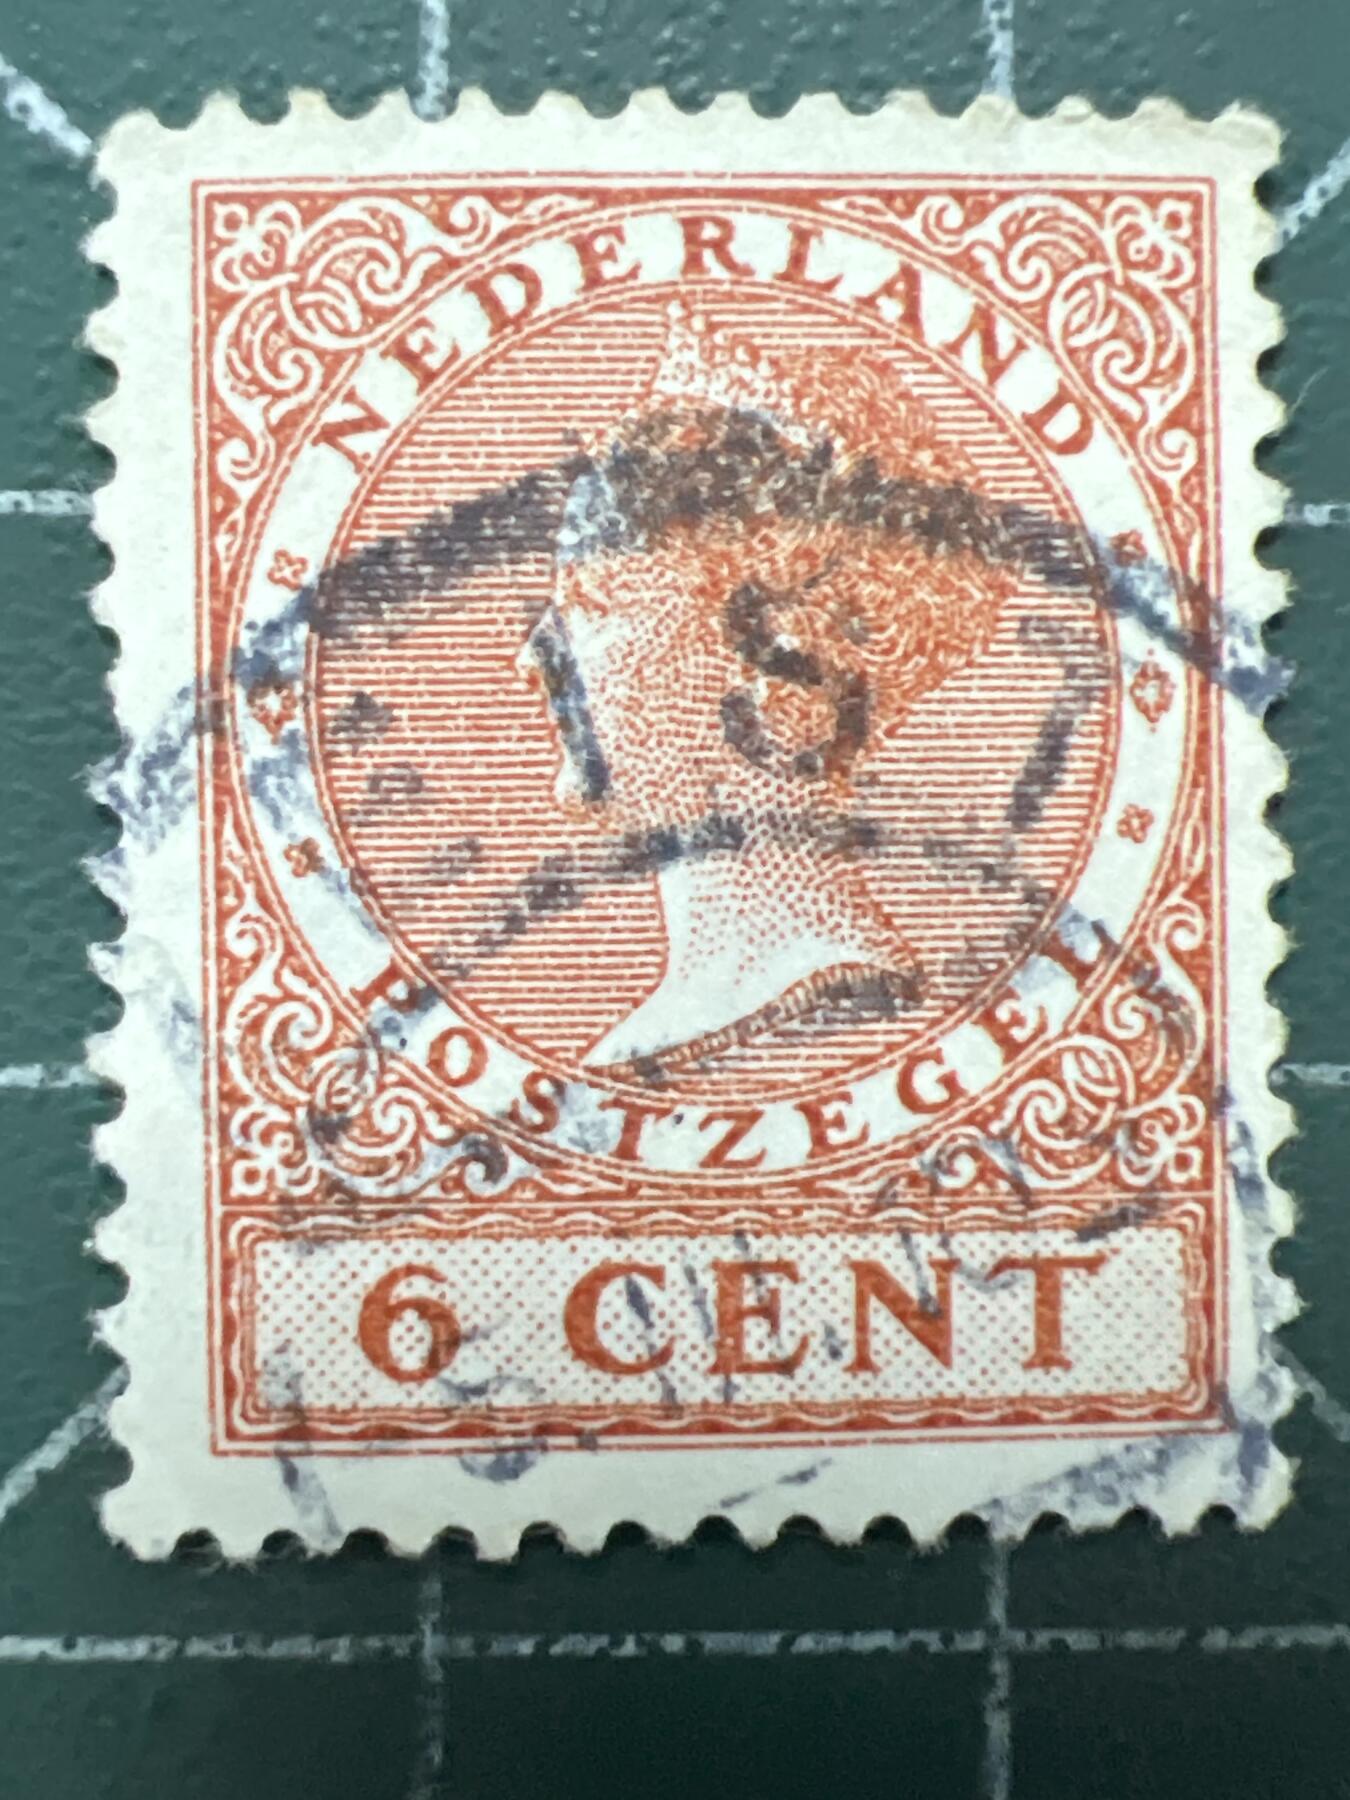 NEDERLAND
S
POSTZEGEL
6 CENT